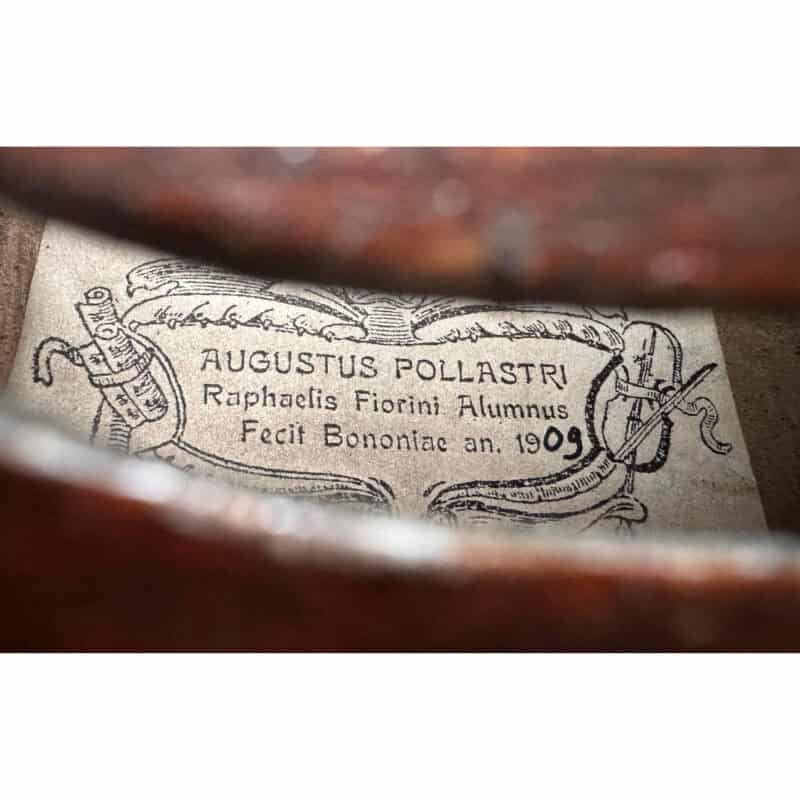 AUGUSTUS POLLASTRI
Raphaelis Fiorini Alumnus
Fecit Bononiae an. 1909